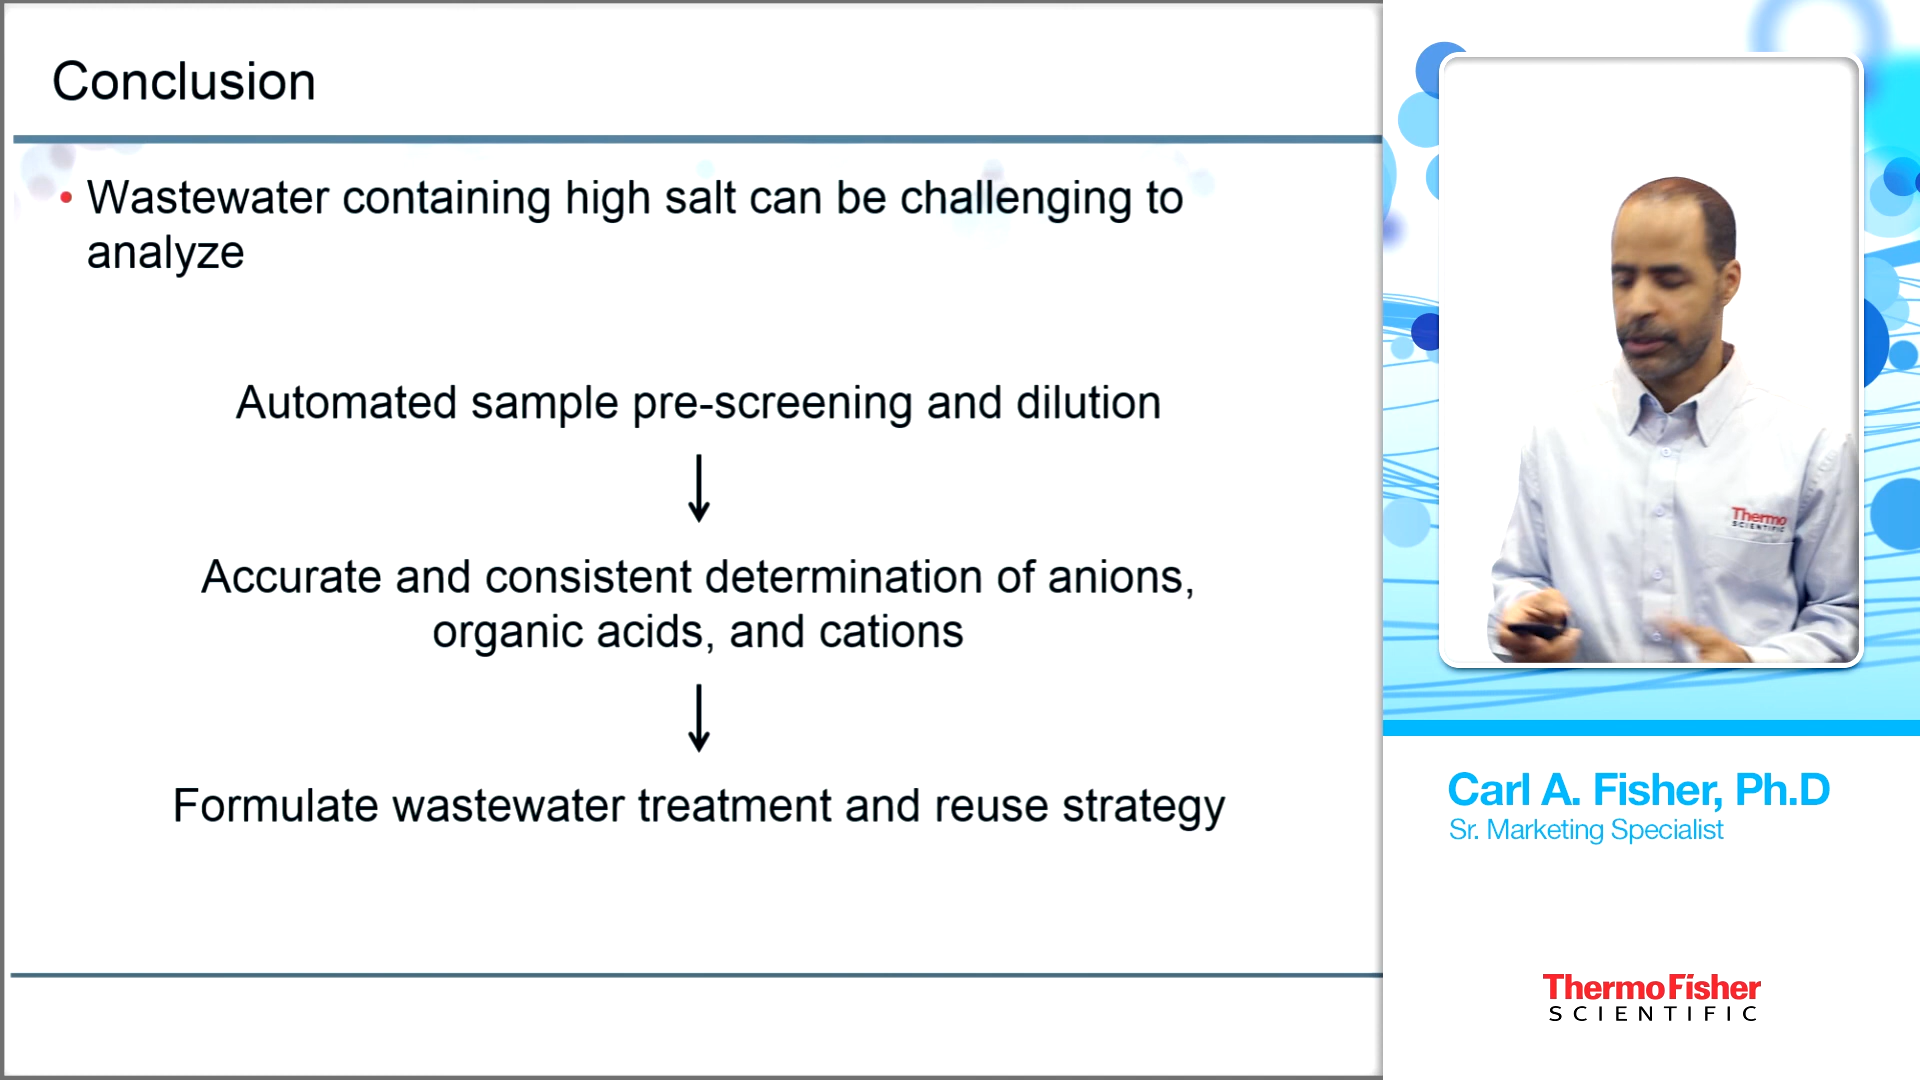 Conclusion
• Wastewater containing high salt can be challenging to
analyze
Automated sample pre-screening and dilution
Accurate and consistent determination of anions,
organic acids, and cations
Formulate wastewater treatment and reuse strategy
Thermo
SCIENTIFIC
Carl A. Fisher, Ph.D
Sr. Marketing Specialist
ThermoFisher
SCIENTIFIC